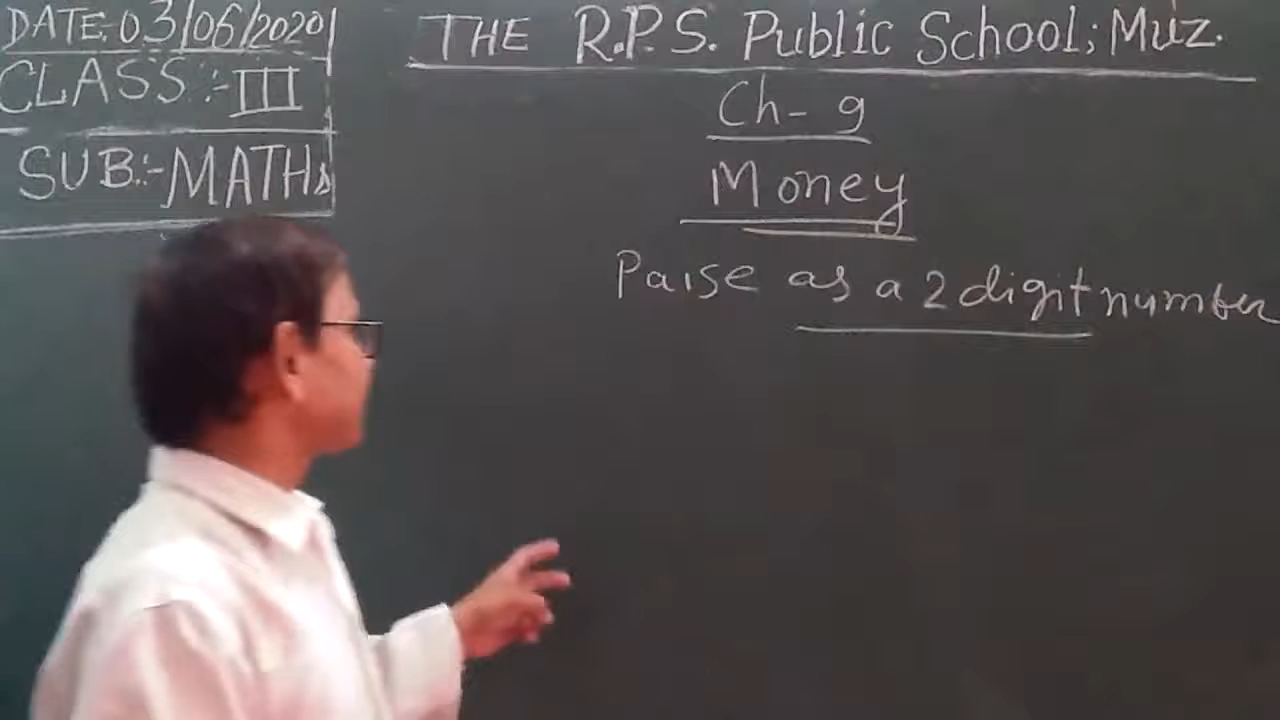 DATE:03/06/2020
CLASS:-III
SUB:-MATHs
THE R.P.S. Public School; Muz.
Ch- 9
Money
Paise as a 2 digit number